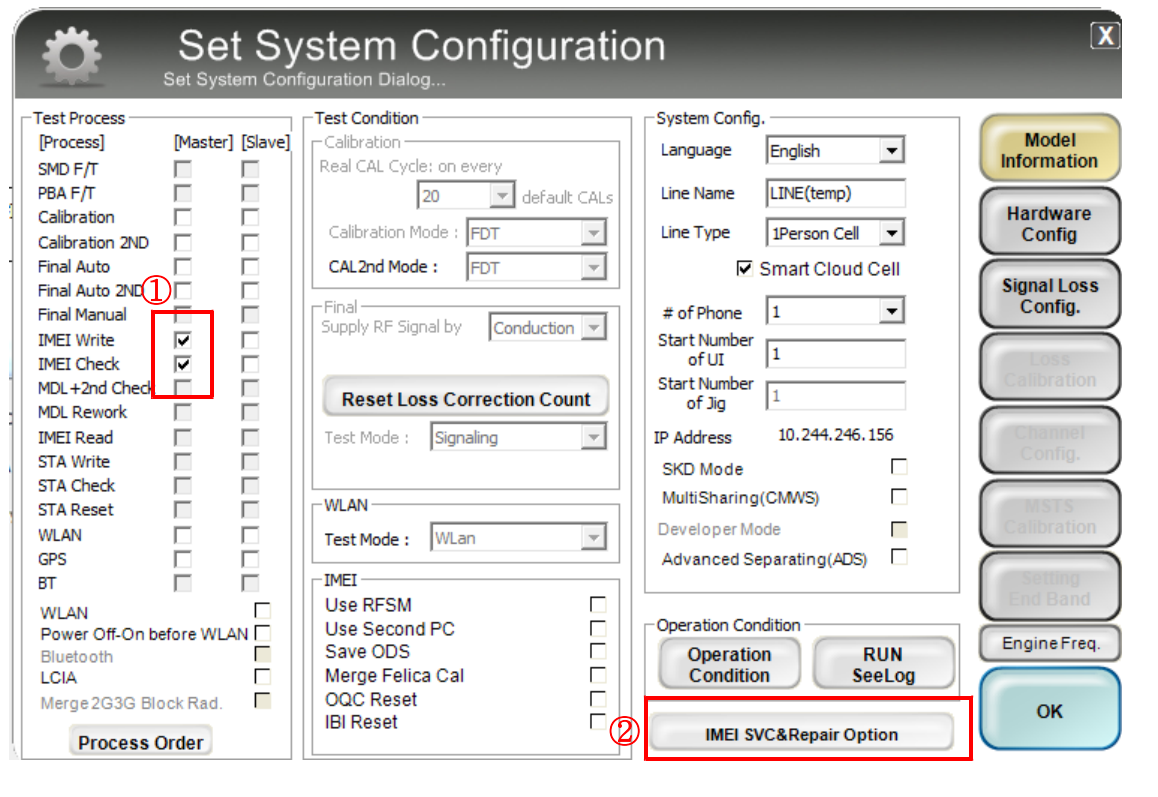 Set System Configuration
Set System Configuration Dialog...
X
Test Process
[Process] [Master] [Slave]
SMD F/T
PBA F/T
Calibration
Calibration 2ND
Final Auto
Final Auto 2ND
①
Final Manual
IMEI Write
IMEI Check
MDL+2nd Check
MDL Rework
IMEI Read
STA Write
STA Check
STA Reset
WLAN
GPS
BT
WLAN
Power Off-On before WLAN
Bluetooth
LCIA
Merge 2G3G Block Rad.
Process Order
Test Condition
Calibration
Real CAL Cycle: on every
20 default CALs
Calibration Mode : FDT
CAL2nd Mode : FDT
Final
Supply RF Signal by Conduction
Reset Loss Correction Count
Test Mode : Signaling
WLAN
Test Mode : WLan
IMEI
Use RFSM
Use Second PC
Save ODS
Merge Felica Cal
OQC Reset
IBI Reset
System Config.
Language English
Line Name LINE(temp)
Line Type 1Person Cell
Smart Cloud Cell
# of Phone 1
Start Number
of UI 1
Start Number
of Jig 1
IP Address 10.244.246.156
SKD Mode
MultiSharing(CMWS)
Developer Mode
Advanced Separating(ADS)
Operation Condition
Operation
Condition
RUN
SeeLog
②
IMEI SVC&Repair Option
Model
Information
Hardware
Config
Signal Loss
Config.
Loss
Calibration
Channel
Config.
MSTS
Calibration
Setting
End Band
Engine Freq.
OK